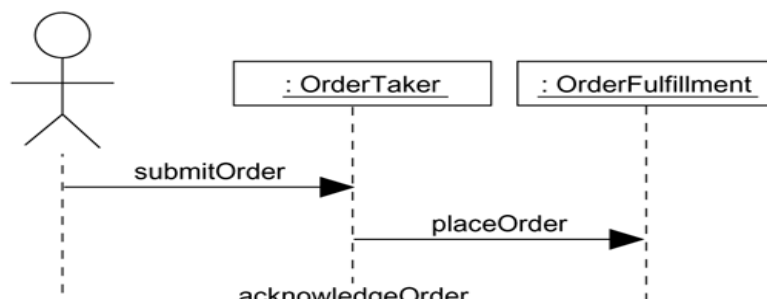 : OrderTaker
: OrderFulfillment
submitOrder
placeOrder
acknowledgeOrder